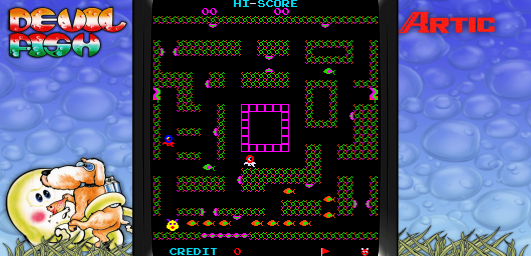 HI-SCORE
00 00
DEVIL FISH
ARTIC
CREDIT 0